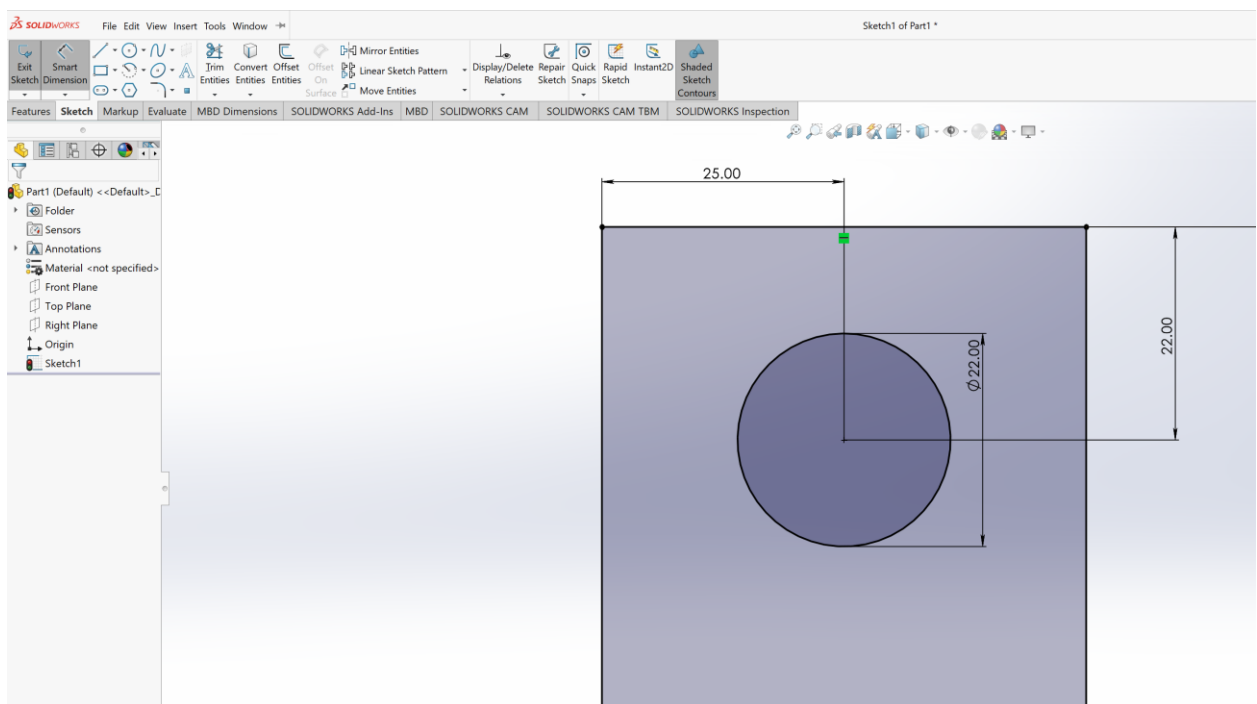 SOLIDWORKS File Edit View Insert Tools Window Sketch1 of Part1 *
Exit Sketch
Smart Dimension
Trim Entities
Convert Entities
Offset Entities
Offset On Surface
Mirror Entities
Linear Sketch Pattern
Move Entities
Display/Delete Relations
Repair Sketch
Quick Snaps
Rapid Sketch
Instant2D
Shaded Sketch Contours
Features Sketch Markup Evaluate MBD Dimensions SOLIDWORKS Add-Ins MBD SOLIDWORKS CAM SOLIDWORKS CAM TBM SOLIDWORKS Inspection
Part1 (Default) <<Default>_D
Folder
Sensors
Annotations
Material <not specified>
Front Plane
Top Plane
Right Plane
Origin
Sketch1
25.00
22.00
⌀22.00